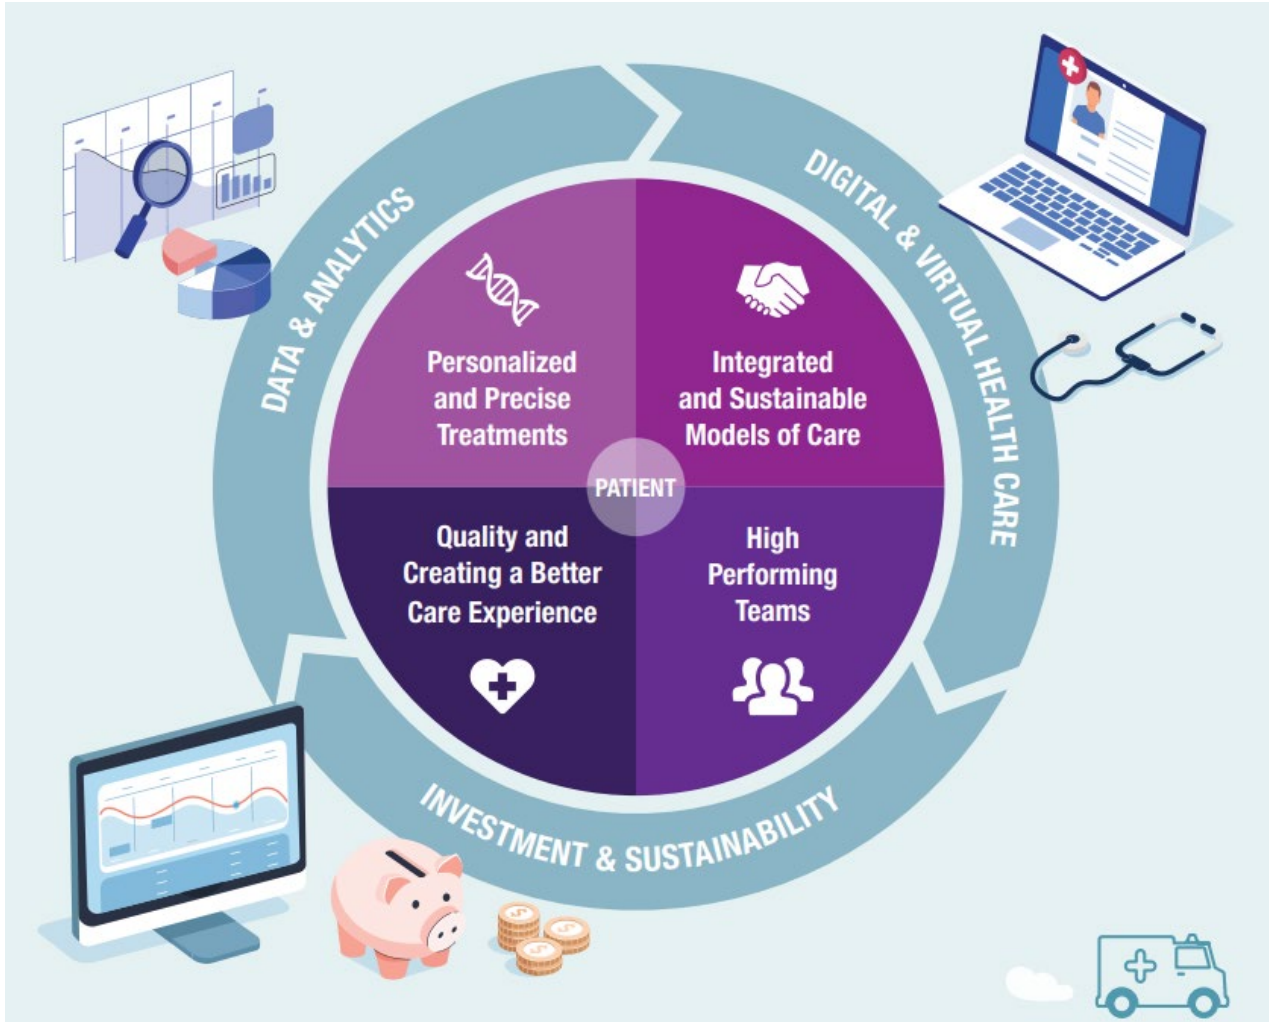 DATA & ANALYTICS
DIGITAL & VIRTUAL HEALTH CARE
Personalized
and Precise
Treatments
Integrated
and Sustainable
Models of Care
PATIENT
Quality and
Creating a Better
Care Experience
High
Performing
Teams
INVESTMENT & SUSTAINABILITY